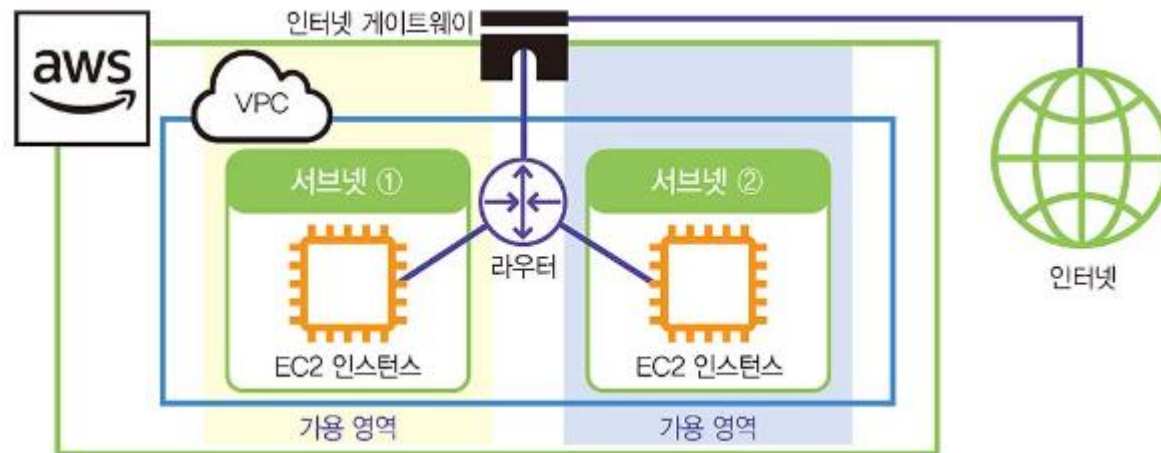 인터넷 게이트웨이
aws
VPC
서브넷 ①
서브넷 ②
라우터
EC2 인스턴스
EC2 인스턴스
인터넷
가용 영역
가용 영역